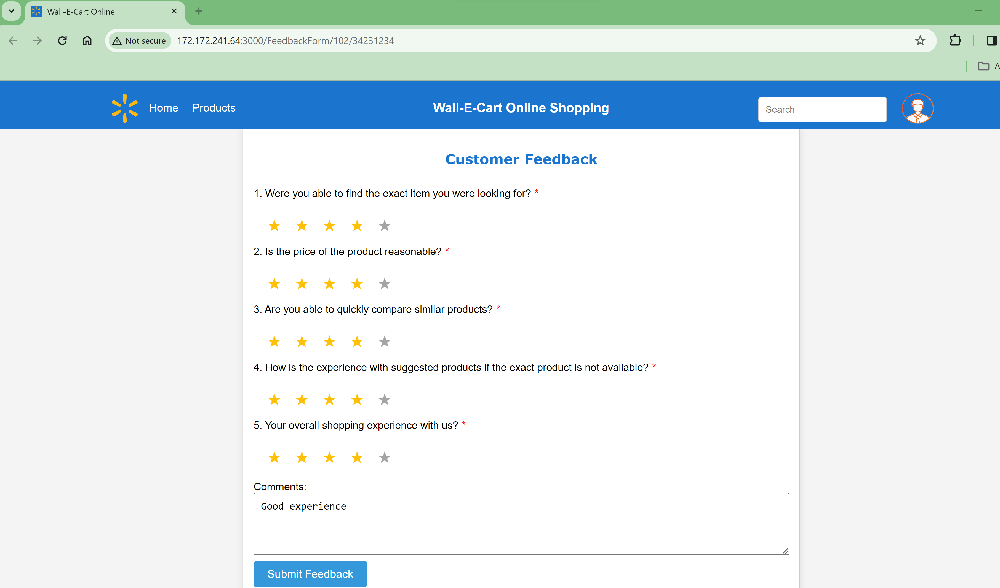 Wall-E-Cart Online
Not secure 172.172.241.64:3000/FeedbackForm/102/34231234
A
Home Products Wall-E-Cart Online Shopping Search
Customer Feedback
1. Were you able to find the exact item you were looking for? *
2. Is the price of the product reasonable? *
3. Are you able to quickly compare similar products? *
4. How is the experience with suggested products if the exact product is not available? *
5. Your overall shopping experience with us? *
Comments:
Good experience
Submit Feedback